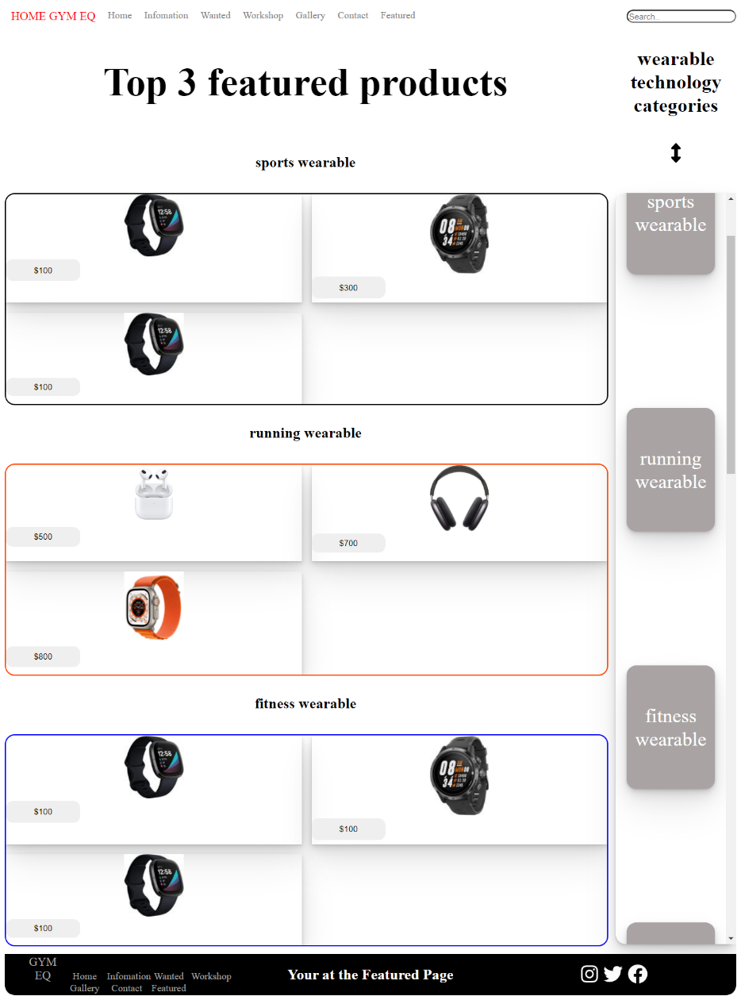 HOME GYM EQ Home Infomation Wanted Workshop Gallery Contact Featured Search..
Top 3 featured products
wearable
technology
categories
sports wearable
$100
$300
$100
running wearable
$500
$700
$800
fitness wearable
$100
$100
$100
sports
wearable
running
wearable
fitness
wearable
GYM
EQ
Home Infomation Wanted Workshop
Gallery Contact Featured
Your at the Featured Page